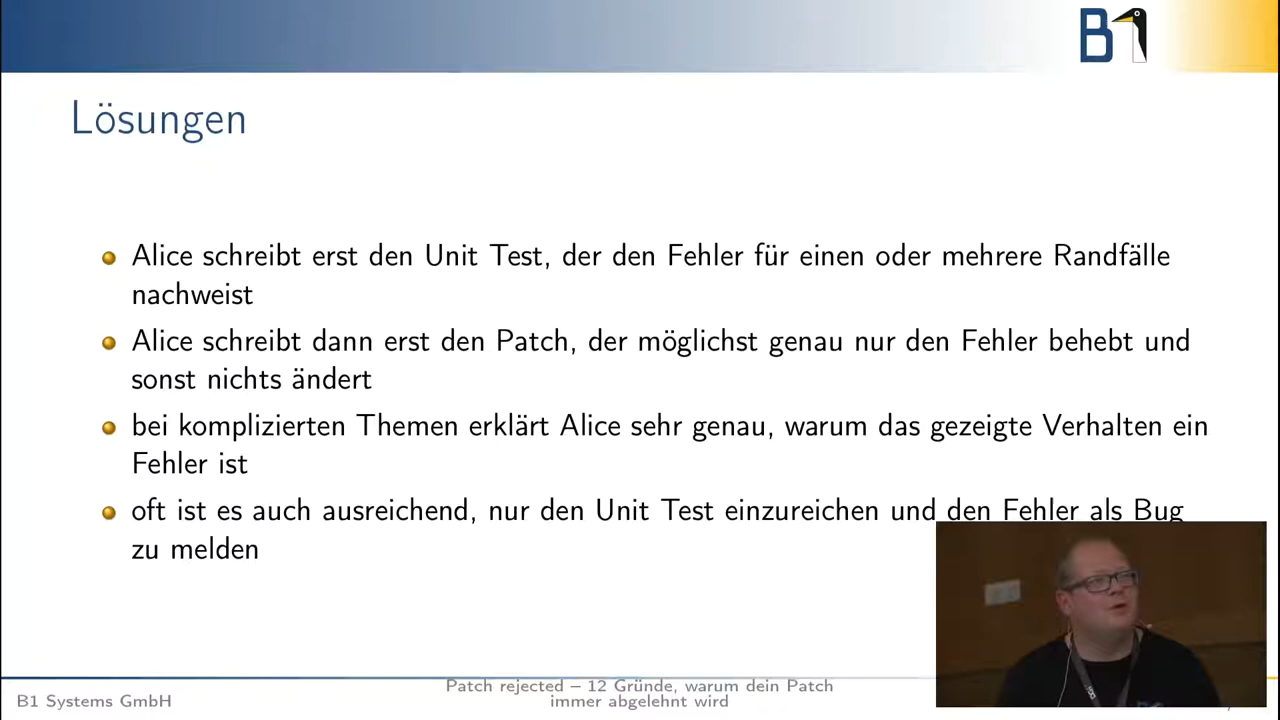 B1
Lösungen
Alice schreibt erst den Unit Test, der den Fehler für einen oder mehrere Randfälle
nachweist
Alice schreibt dann erst den Patch, der möglichst genau nur den Fehler behebt und
sonst nichts ändert
bei komplizierten Themen erklärt Alice sehr genau, warum das gezeigte Verhalten ein
Fehler ist
oft ist es auch ausreichend, nur den Unit Test einzureichen und den Fehler als Bug
zu melden
B1 Systems GmbH
Patch rejected – 12 Gründe, warum dein Patch
immer abgelehnt wird